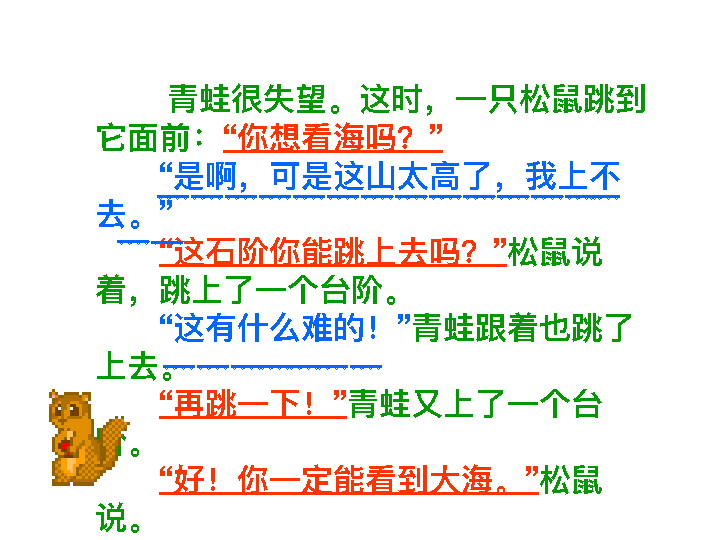 青蛙很失望。这时，一只松鼠跳到
它面前：“你想看海吗？”
“是啊，可是这山太高了，我上不
去。”
“这石阶你能跳上去吗？”松鼠说
着，跳上了一个台阶。
“这有什么难的！”青蛙跟着也跳了
上去。
“再跳一下！”青蛙又上了一个台
。
“好！你一定能看到大海。”松鼠
说。